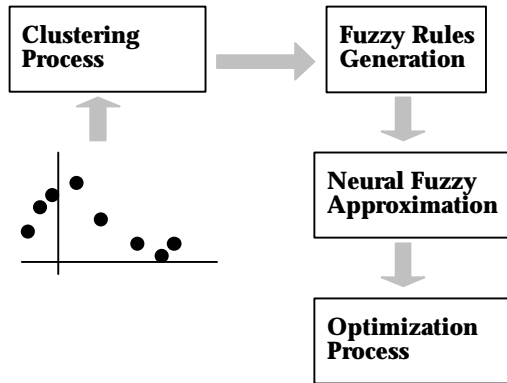 Clustering
Process
Fuzzy Rules
Generation
Neural Fuzzy
Approximation
Optimization
Process